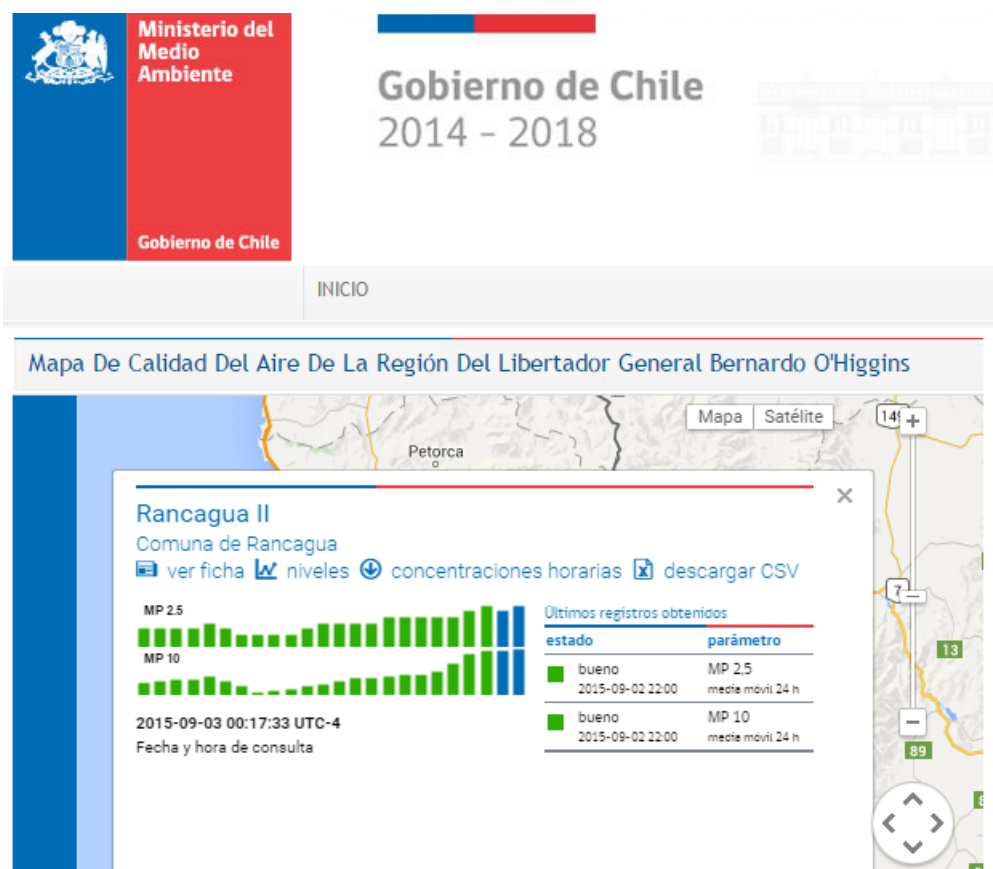 Ministerio del
Medio
Ambiente
Gobierno de Chile
Gobierno de Chile
2014 - 2018
INICIO
Mapa De Calidad Del Aire De La Región Del Libertador General Bernardo O'Higgins
Mapa Satélite
149
Petorca
Rancagua II
Comuna de Rancagua
ver ficha niveles concentraciones horarias descargar CSV
MP 2.5
MP 10
2015-09-03 00:17:33 UTC-4
Fecha y hora de consulta
Últimos registros obtenidos
estado parámetro
bueno MP 2,5
2015-09-02 22:00 media móvil 24 h
bueno MP 10
2015-09-02 22:00 media móvil 24 h
7
13
89